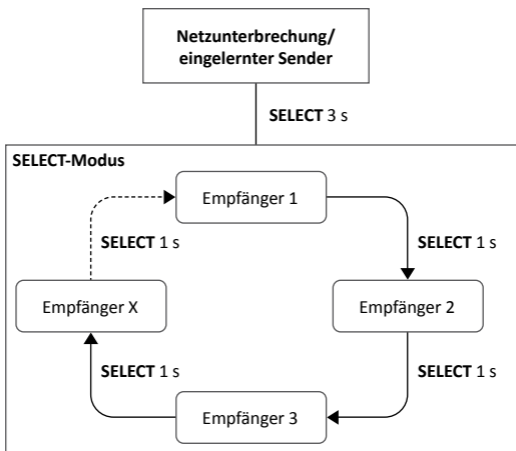 Netzunterbrechung/
eingelernter Sender
SELECT 3 s
SELECT-Modus
Empfänger 1
SELECT 1 s
SELECT 1 s
Empfänger X
Empfänger 2
SELECT 1 s
SELECT 1 s
Empfänger 3